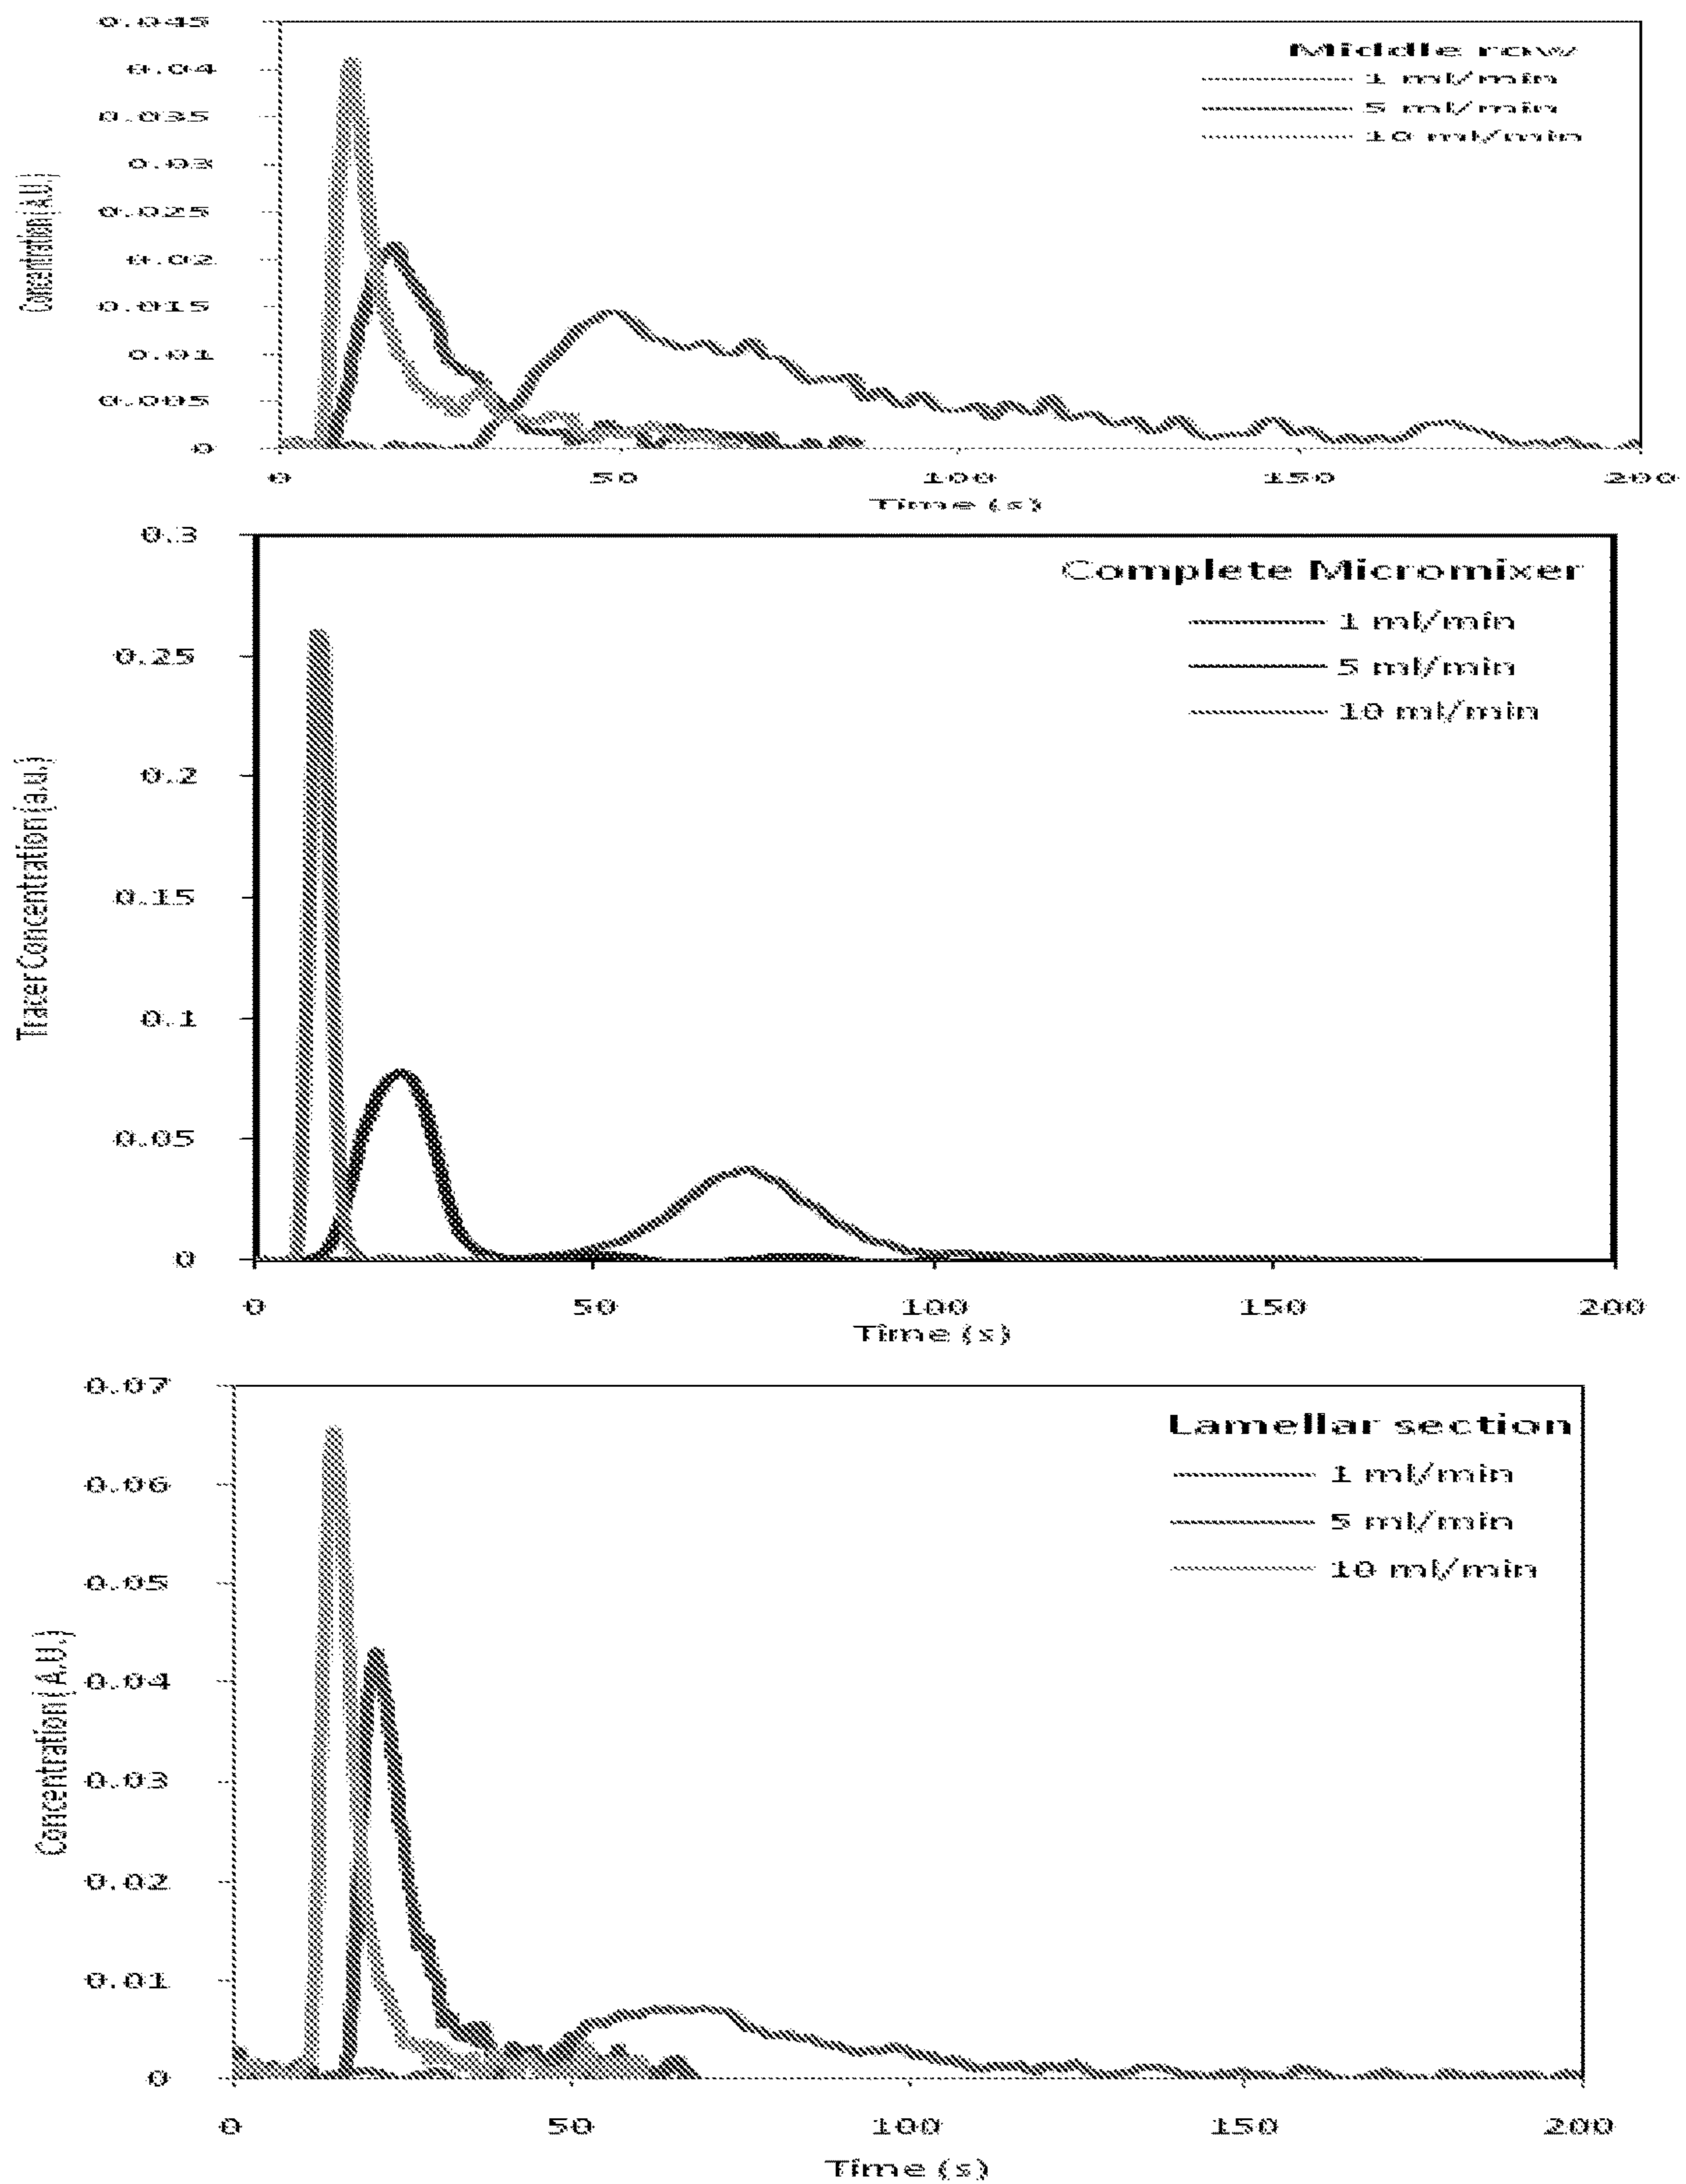 0.045
Middle row
0.04
1 ml/min
5 ml/min
0.035
10 ml/min
0.03
Concentration (A.U.)
0.025
0.02
0.015
0.01
0.005
0
0 50 100 150 200
Time (s)
0.3
Complete Micromixer
1 ml/min
0.25
5 ml/min
10 ml/min
0.2
Tracer Concentration (a.u.)
0.15
0.1
0.05
0
0 50 100 150 200
Time (s)
0.07
Lamellar section
1 ml/min
0.06
5 ml/min
10 ml/min
0.05
Concentration (A.U.)
0.04
0.03
0.02
0.01
0
0 50 100 150 200
Time (s)